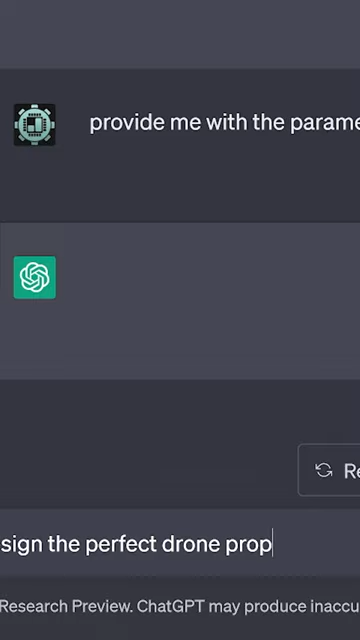 provide me with the parame
Re
sign the perfect drone prop
Research Preview. ChatGPT may produce inaccu